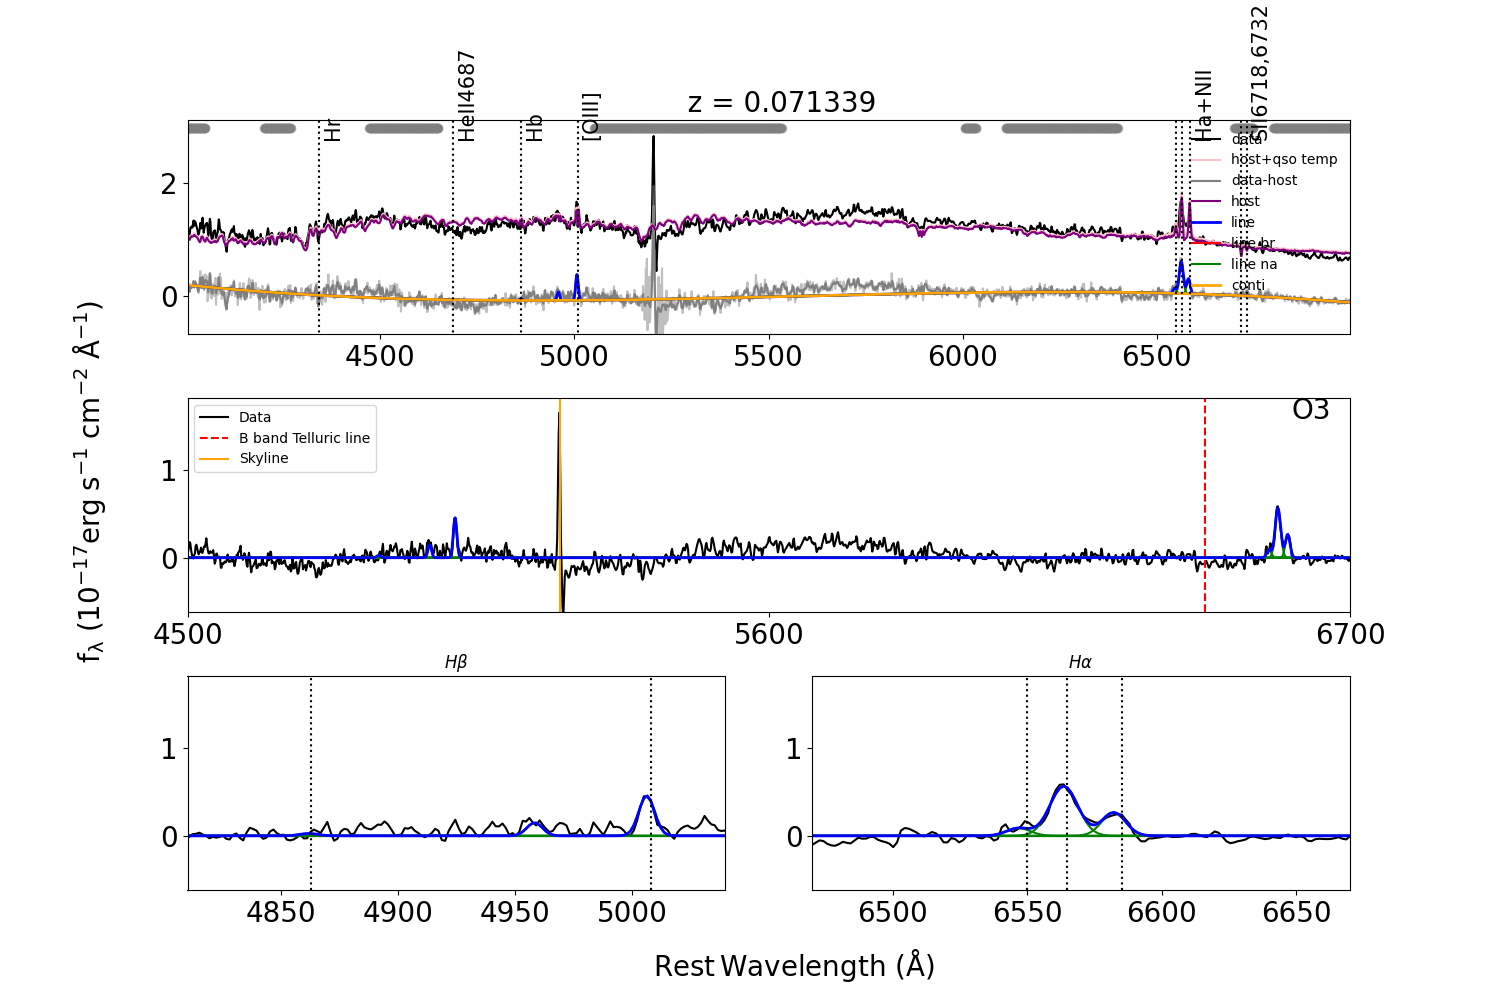 Hr
HeII4687
Hb
[OIII]
Ha+NII
SII6718,6732
z = 0.071339
data
host+qso temp
data-host
host
line
line br
line na
conti
2
0
4500 5000 5500 6000 6500
fλ (10⁻¹⁷erg s⁻¹ cm⁻² Å⁻¹)
O3
Data
B band Telluric line
Skyline
1
0
4500 5600 6700
Hβ
Hα
1
0
4850 4900 4950 5000
1
0
6500 6550 6600 6650
Rest Wavelength (Å)